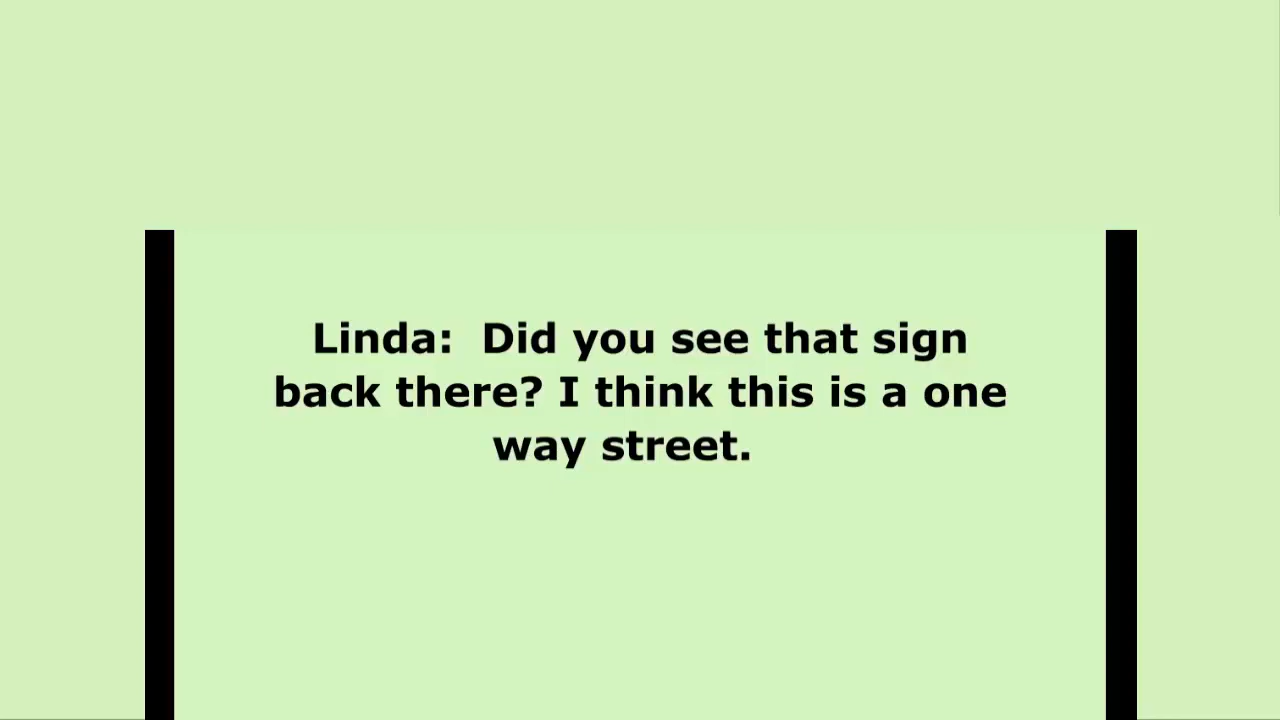 Linda:  Did you see that sign
back there? I think this is a one
way street.